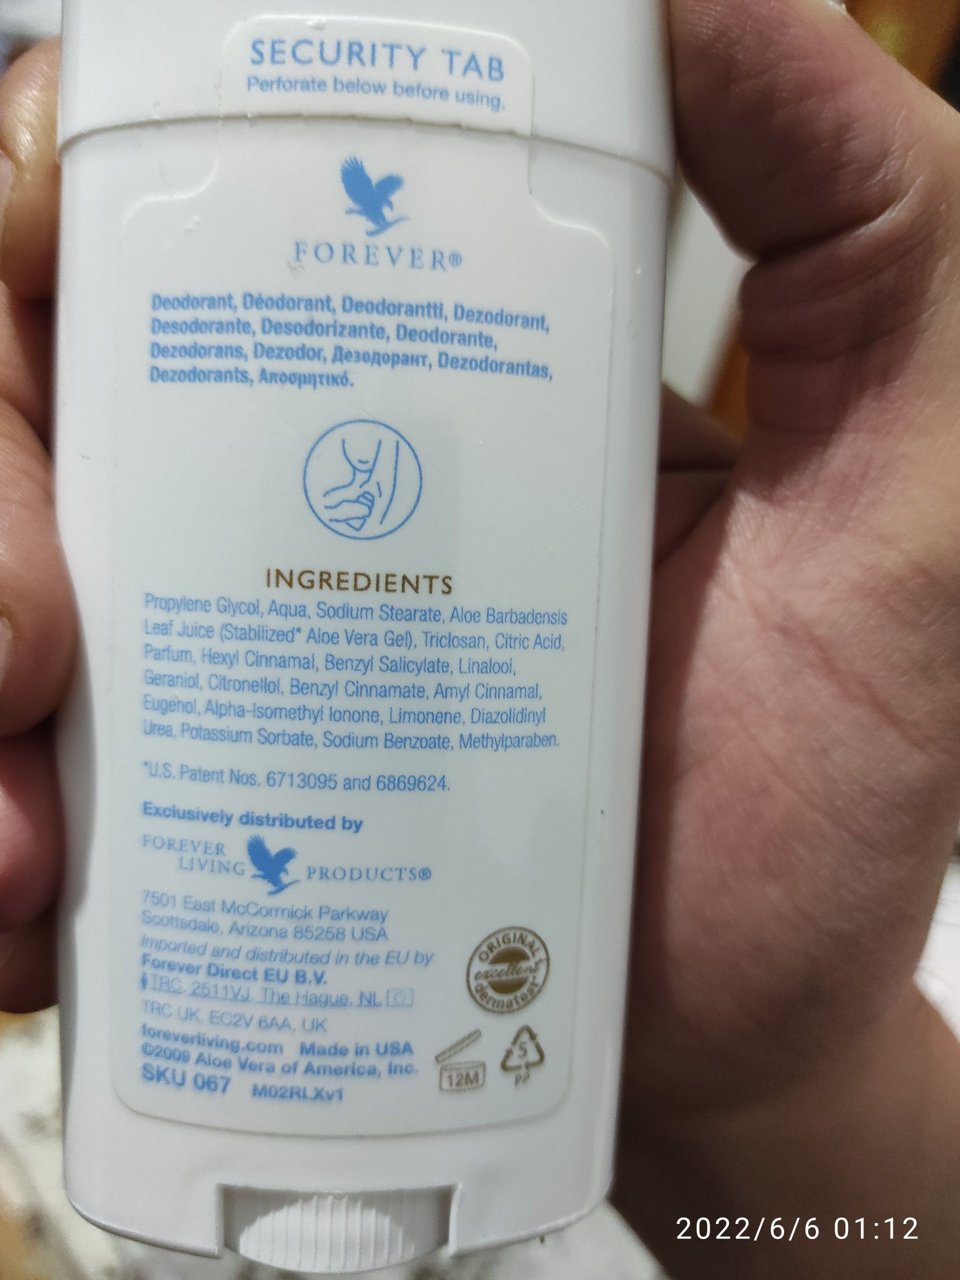 SECURITY TAB
Perforate below before using.
FOREVER®
Deodorant, Déodorant, Deodorantti, Dezodorant,
Desodorante, Desodorizante, Deodorante,
Dezodorans, Dezodor, Дезодорант, Dezodorantas,
Dezodorants, Αποσμητικό.
INGREDIENTS
Propylene Glycol, Aqua, Sodium Stearate, Aloe Barbadensis
Leaf Juice (Stabilized* Aloe Vera Gel), Triclosan, Citric Acid,
Parfum, Hexyl Cinnamal, Benzyl Salicylate, Linalool,
Geraniol, Citronellol, Benzyl Cinnamate, Amyl Cinnamal,
Eugenol, Alpha-Isomethyl Ionone, Limonene, Diazolidinyl
Urea, Potassium Sorbate, Sodium Benzoate, Methylparaben.
*U.S. Patent Nos. 6713095 and 6869624.
Exclusively distributed by
FOREVER
LIVING PRODUCTS®
7501 East McCormick Parkway
Scottsdale, Arizona 85258 USA
Imported and distributed in the EU by
Forever Direct EU B.V.
TRC, 2511VJ, The Hague, NL
TRC UK, EC2V 6AA, UK
foreverliving.com Made in USA
©2009 Aloe Vera of America, Inc.
SKU 067 M02RLXv1
ORIGINAL
excellent
dermatest
12M
5
PP
2022/6/6 01:12